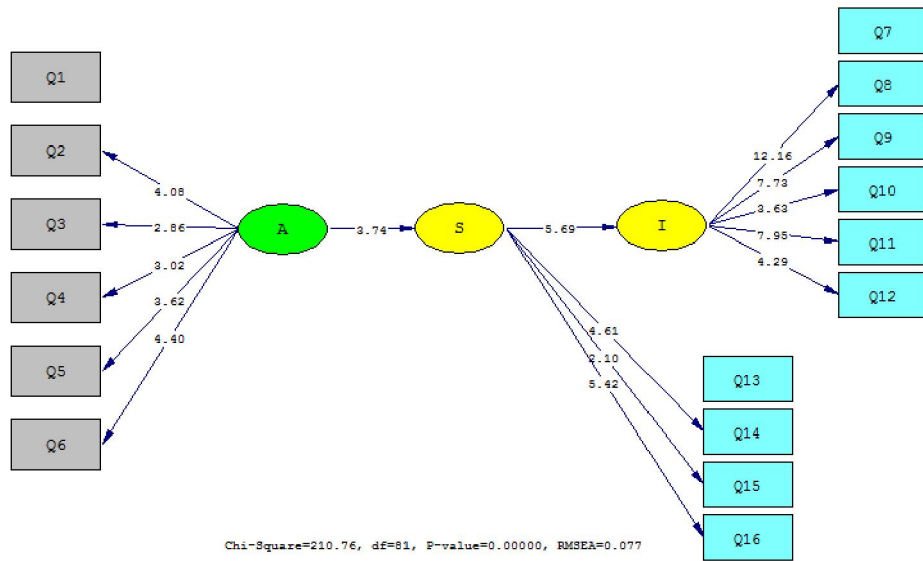 Q1
Q2
Q3
Q4
Q5
Q6
4.08
2.86
3.02
3.62
4.40
A
3.74
S
5.69
I
12.16
7.73
3.63
7.95
4.29
Q7
Q8
Q9
Q10
Q11
Q12
4.61
2.10
5.42
Q13
Q14
Q15
Q16
Chi-Square=210.76, df=81, P-value=0.00000, RMSEA=0.077